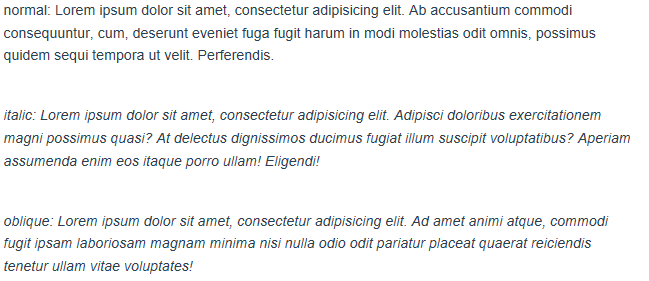 normal: Lorem ipsum dolor sit amet, consectetur adipisicing elit. Ab accusantium commodi
consequuntur, cum, deserunt eveniet fuga fugit harum in modi molestias odit omnis, possimus
quidem sequi tempora ut velit. Perferendis.
italic: Lorem ipsum dolor sit amet, consectetur adipisicing elit. Adipisci doloribus exercitationem
magni possimus quasi? At delectus dignissimos ducimus fugiat illum suscipit voluptatibus? Aperiam
assumenda enim eos itaque porro ullam! Eligendi!
oblique: Lorem ipsum dolor sit amet, consectetur adipisicing elit. Ad amet animi atque, commodi
fugit ipsam laboriosam magnam minima nisi nulla odio odit pariatur placeat quaerat reiciendis
tenetur ullam vitae voluptates!